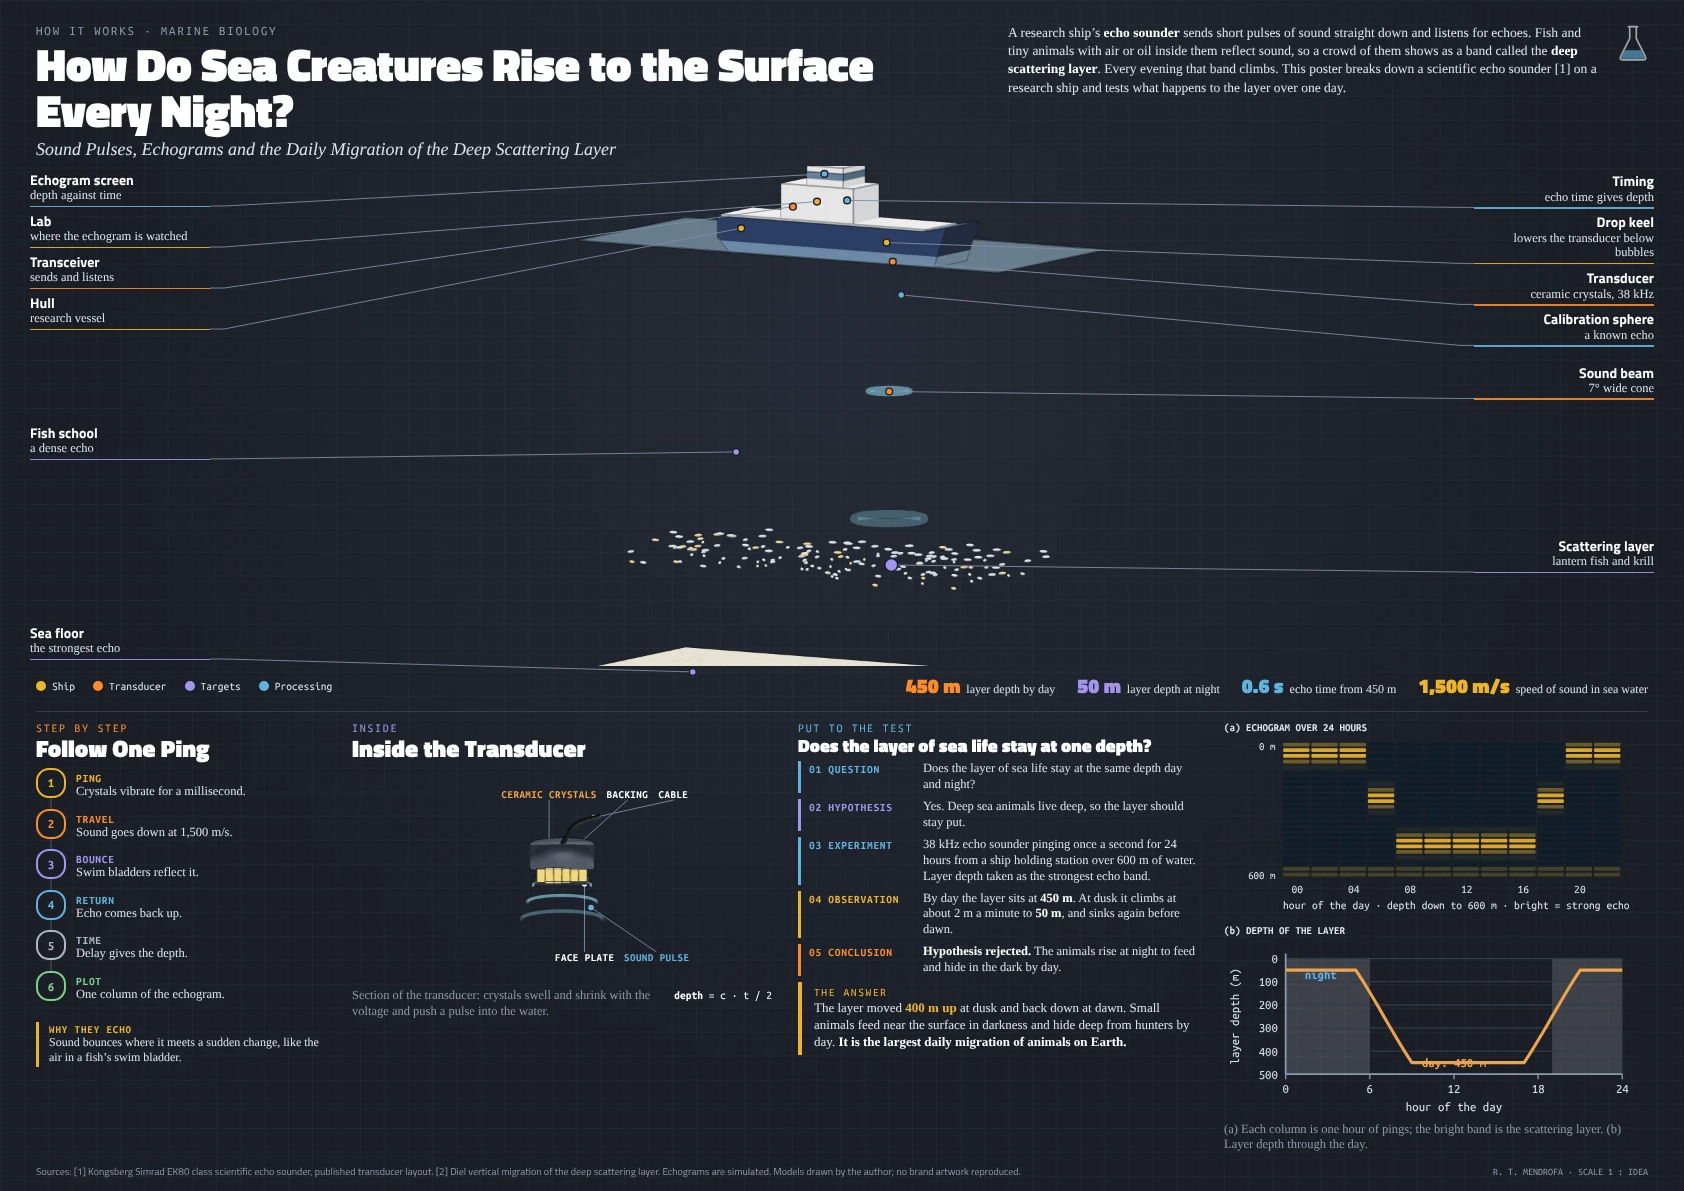 HOW IT WORKS · MARINE BIOLOGY
How Do Sea Creatures Rise to the Surface
Every Night?
Sound Pulses, Echograms and the Daily Migration of the Deep Scattering Layer
A research ship’s echo sounder sends short pulses of sound straight down and listens for echoes. Fish and
tiny animals with air or oil inside them reflect sound, so a crowd of them shows as a band called the deep
scattering layer. Every evening that band climbs. This poster breaks down a scientific echo sounder [1] on a
research ship and tests what happens to the layer over one day.
Echogram screen
depth against time
Lab
where the echogram is watched
Transceiver
sends and listens
Hull
research vessel
Fish school
a dense echo
Sea floor
the strongest echo
Timing
echo time gives depth
Drop keel
lowers the transducer below
bubbles
Transducer
ceramic crystals, 38 kHz
Calibration sphere
a known echo
Sound beam
7° wide cone
Scattering layer
lantern fish and krill
Ship Transducer Targets Processing
450 m layer depth by day 50 m layer depth at night 0.6 s echo time from 450 m 1,500 m/s speed of sound in sea water
STEP BY STEP
Follow One Ping
1 PING
Crystals vibrate for a millisecond.
2 TRAVEL
Sound goes down at 1,500 m/s.
3 BOUNCE
Swim bladders reflect it.
4 RETURN
Echo comes back up.
5 TIME
Delay gives the depth.
6 PLOT
One column of the echogram.
WHY THEY ECHO
Sound bounces where it meets a sudden change, like the
air in a fish’s swim bladder.
INSIDE
Inside the Transducer
CERAMIC CRYSTALS BACKING CABLE
FACE PLATE SOUND PULSE
Section of the transducer: crystals swell and shrink with the
voltage and push a pulse into the water.
depth = c · t / 2
PUT TO THE TEST
Does the layer of sea life stay at one depth?
01 QUESTION
Does the layer of sea life stay at the same depth day
and night?
02 HYPOTHESIS
Yes. Deep sea animals live deep, so the layer should
stay put.
03 EXPERIMENT
38 kHz echo sounder pinging once a second for 24
hours from a ship holding station over 600 m of water.
Layer depth taken as the strongest echo band.
04 OBSERVATION
By day the layer sits at 450 m. At dusk it climbs at
about 2 m a minute to 50 m, and sinks again before
dawn.
05 CONCLUSION
Hypothesis rejected. The animals rise at night to feed
and hide in the dark by day.
THE ANSWER
The layer moved 400 m up at dusk and back down at dawn. Small
animals feed near the surface in darkness and hide deep from hunters by
day. It is the largest daily migration of animals on Earth.
(a) ECHOGRAM OVER 24 HOURS
0 m
600 m
00 04 08 12 16 20
hour of the day · depth down to 600 m · bright = strong echo
(b) DEPTH OF THE LAYER
layer depth (m)
0
100
200
300
400
500
night
day: 450 m
0 6 12 18 24
hour of the day
(a) Each column is one hour of pings; the bright band is the scattering layer. (b)
Layer depth through the day.
Sources: [1] Kongsberg Simrad EK80 class scientific echo sounder, published transducer layout. [2] Diel vertical migration of the deep scattering layer. Echograms are simulated. Models drawn by the author; no brand artwork reproduced.
R. T. MENDROFA · SCALE 1 : IDEA